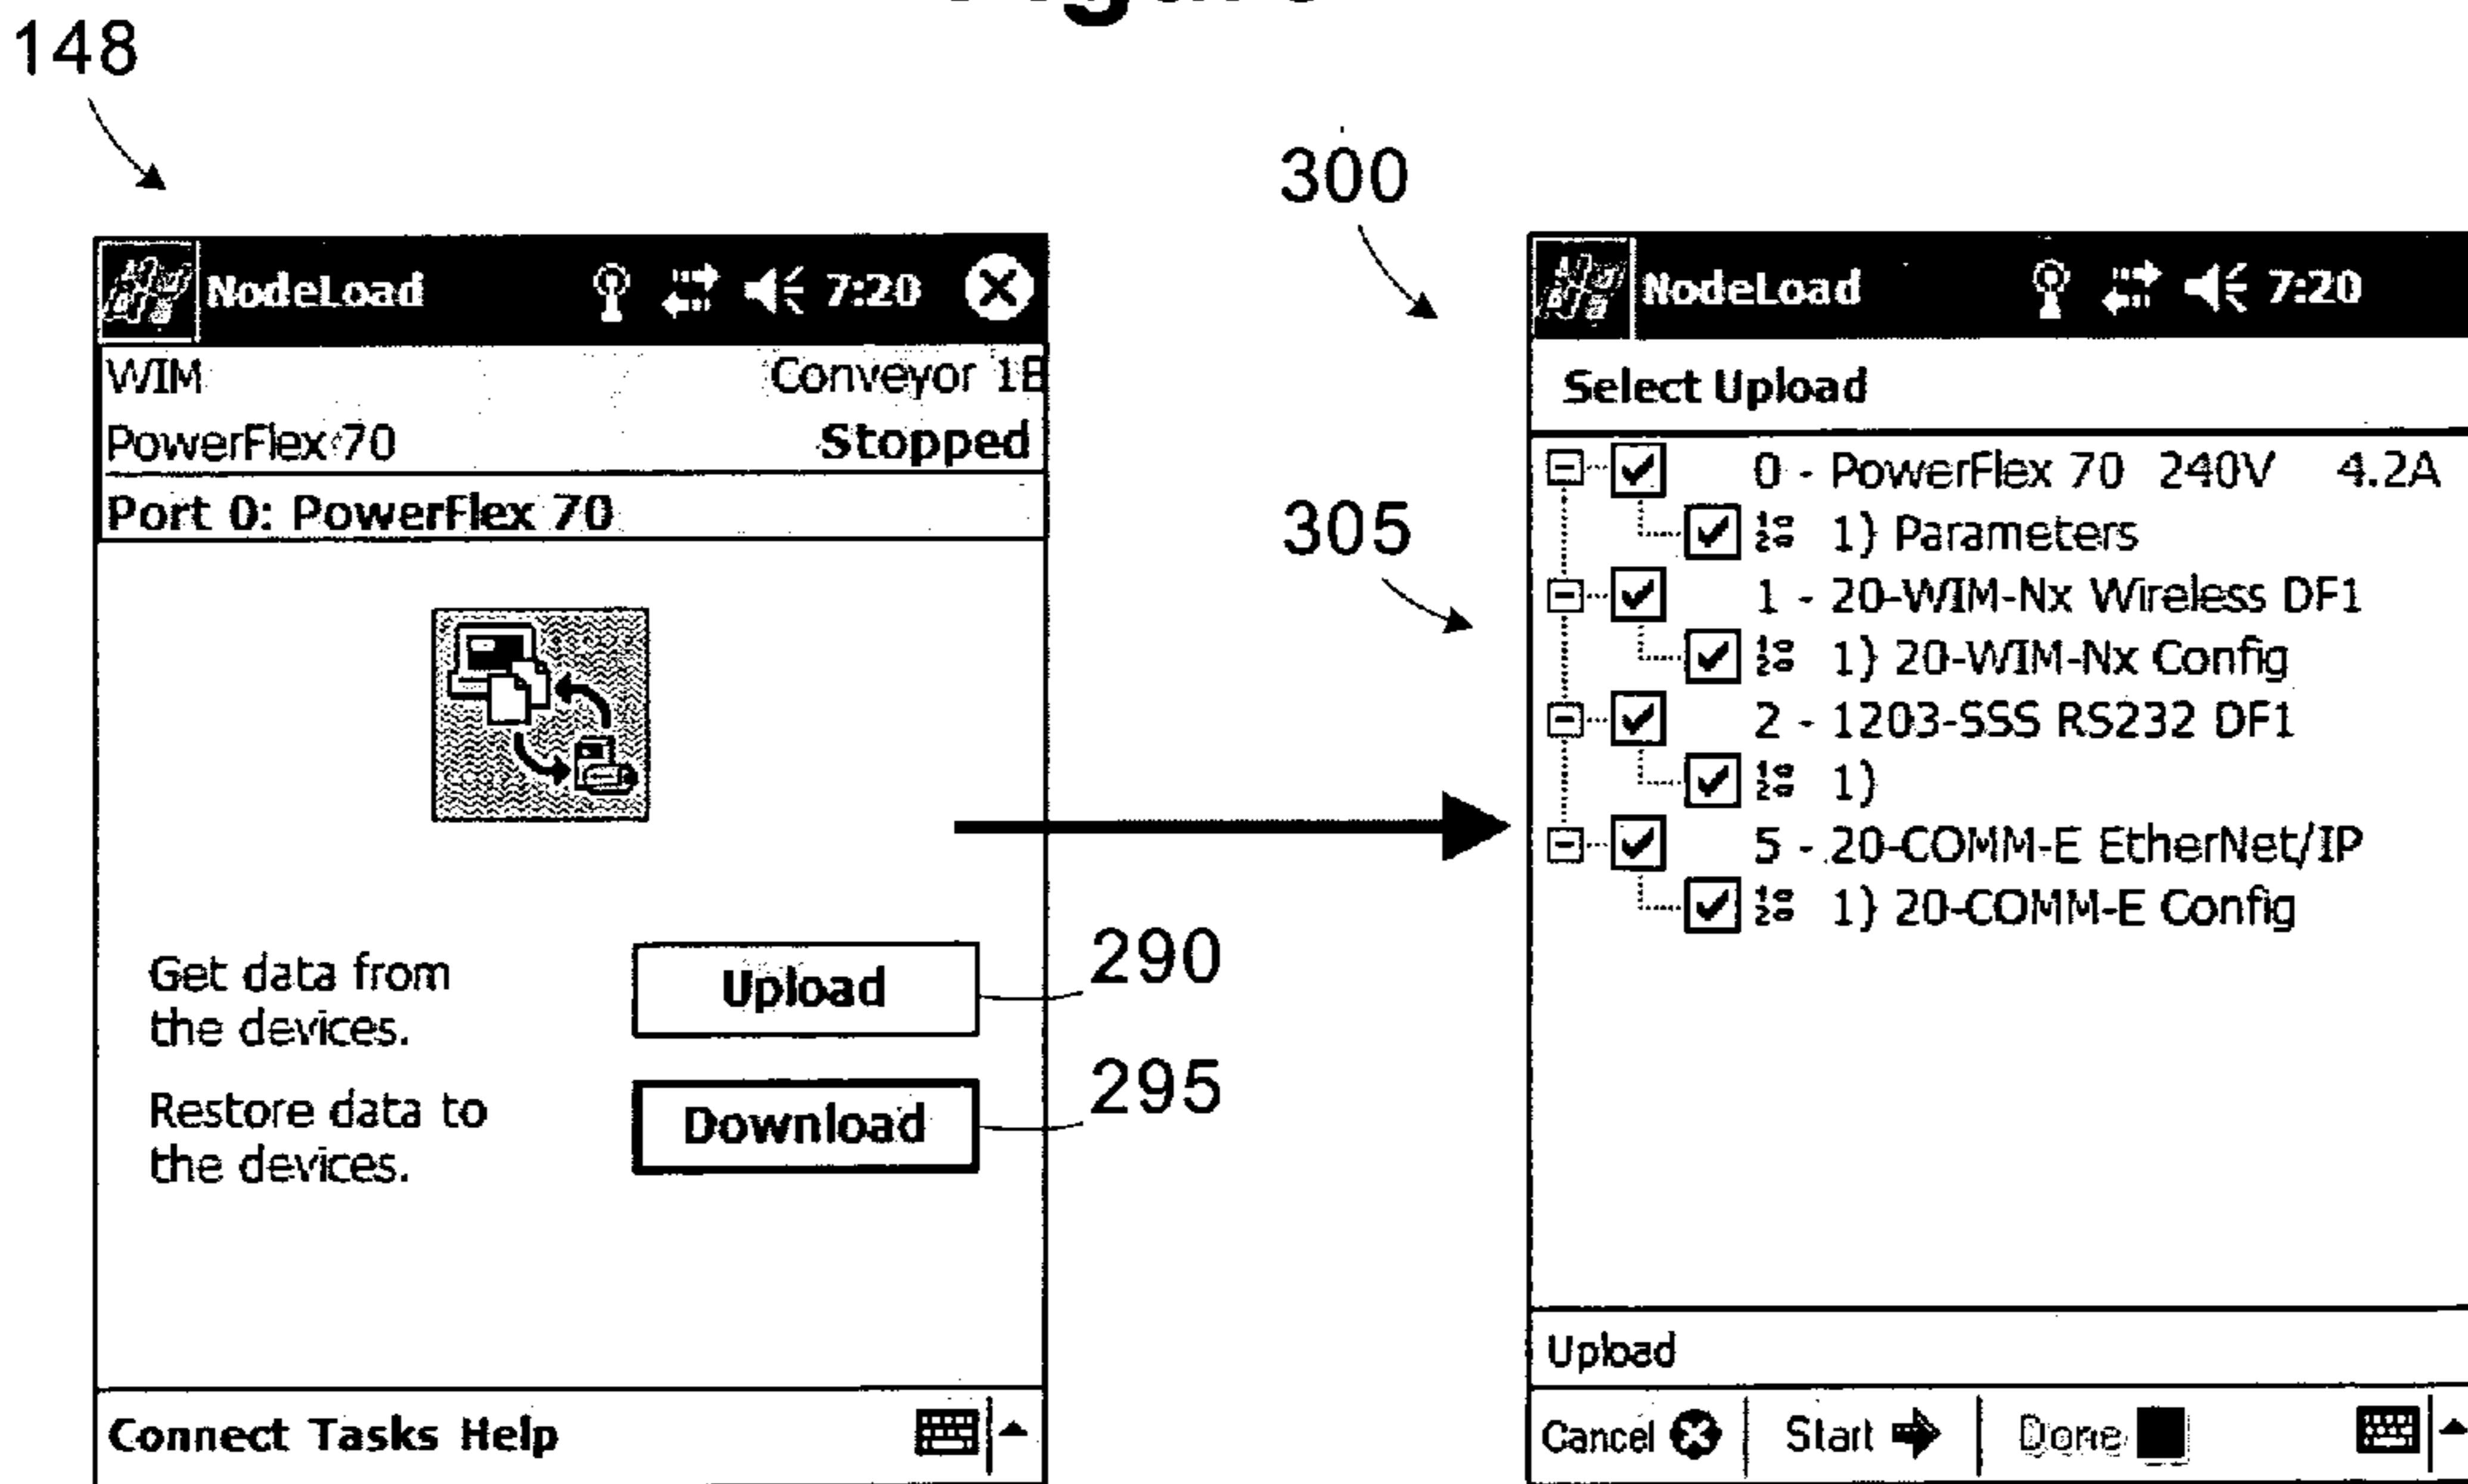 148
300
NodeLoad 7:20
WIM Conveyor 1E
PowerFlex 70 Stopped
Port 0: PowerFlex 70
Get data from
the devices.
Upload
290
Restore data to
the devices.
Download
295
Connect Tasks Help
NodeLoad 7:20
Select Upload
305
0 - PowerFlex 70 240V 4.2A
1) Parameters
1 - 20-WIM-Nx Wireless DF1
1) 20-WIM-Nx Config
2 - 1203-SSS RS232 DF1
1)
5 - 20-COMM-E EtherNet/IP
1) 20-COMM-E Config
Upload
Cancel Start Done